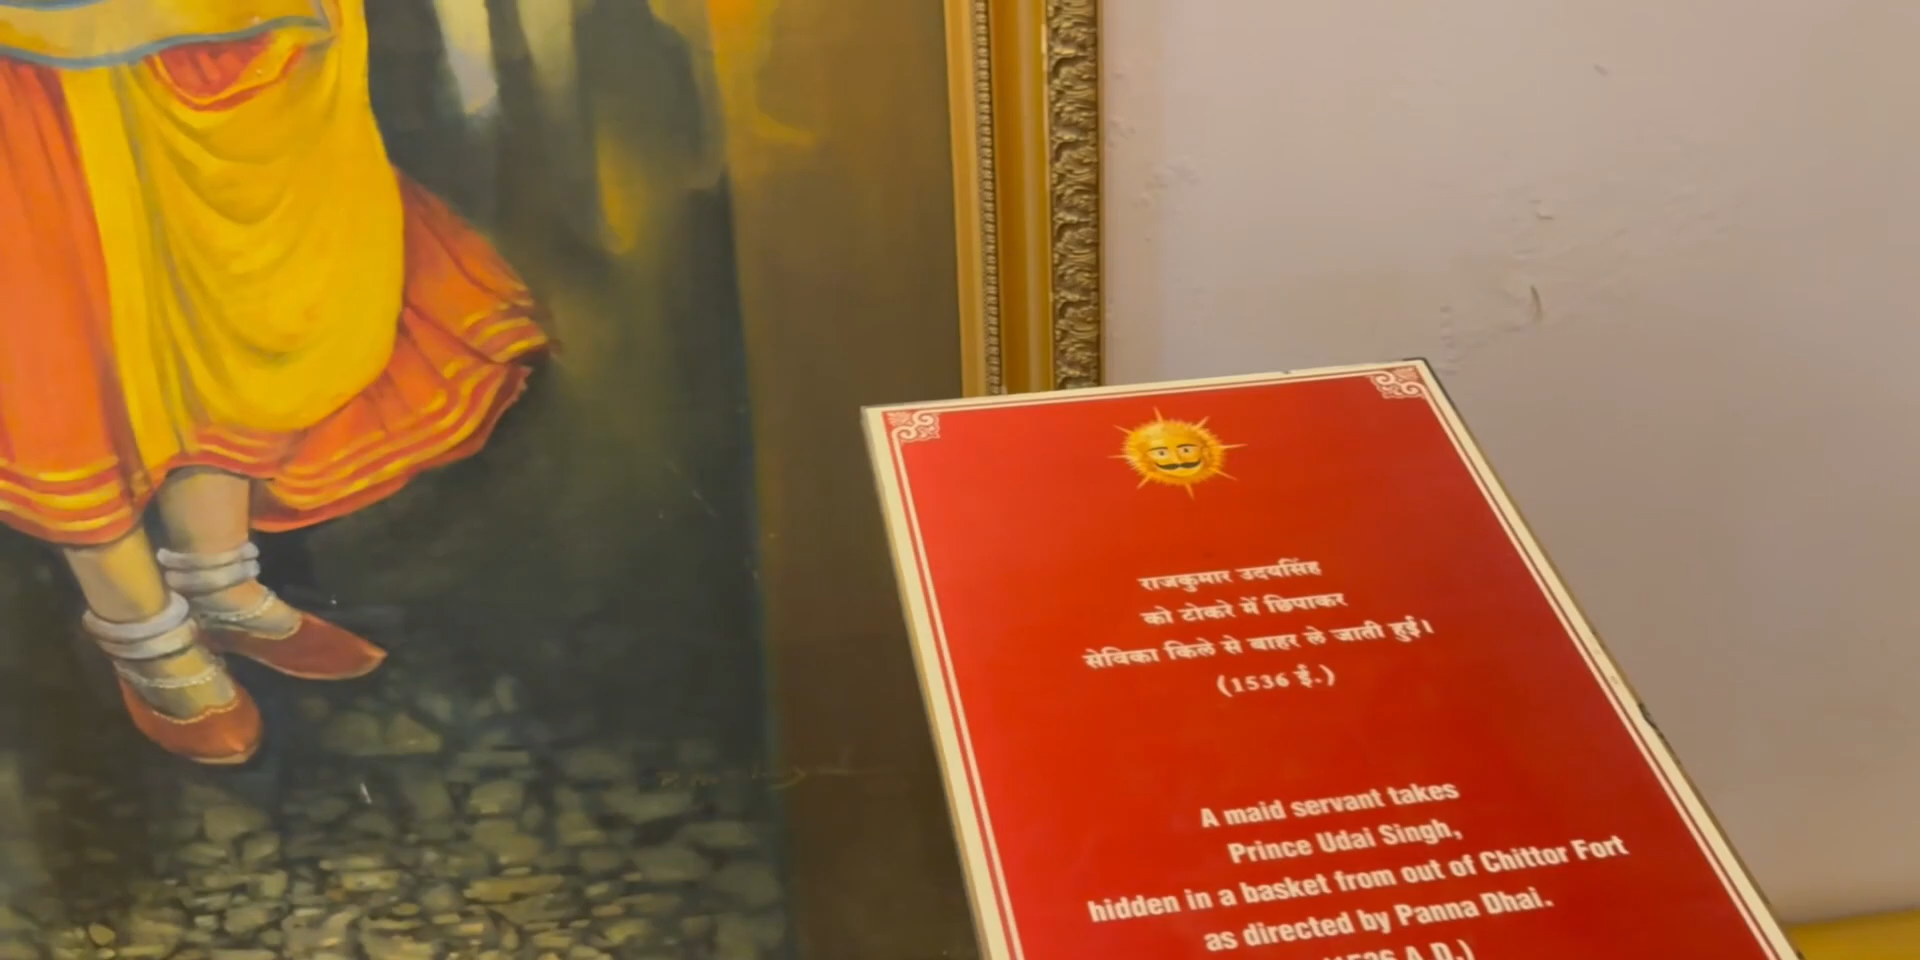 राजकुमार उदयसिंह
को टोकरे में छिपाकर
सेविका किले से बाहर ले जाती हुई।
(1536 ई.)
A maid servant takes
Prince Udai Singh,
hidden in a basket from out of Chittor Fort
as directed by Panna Dhai.
(1536 A.D.)